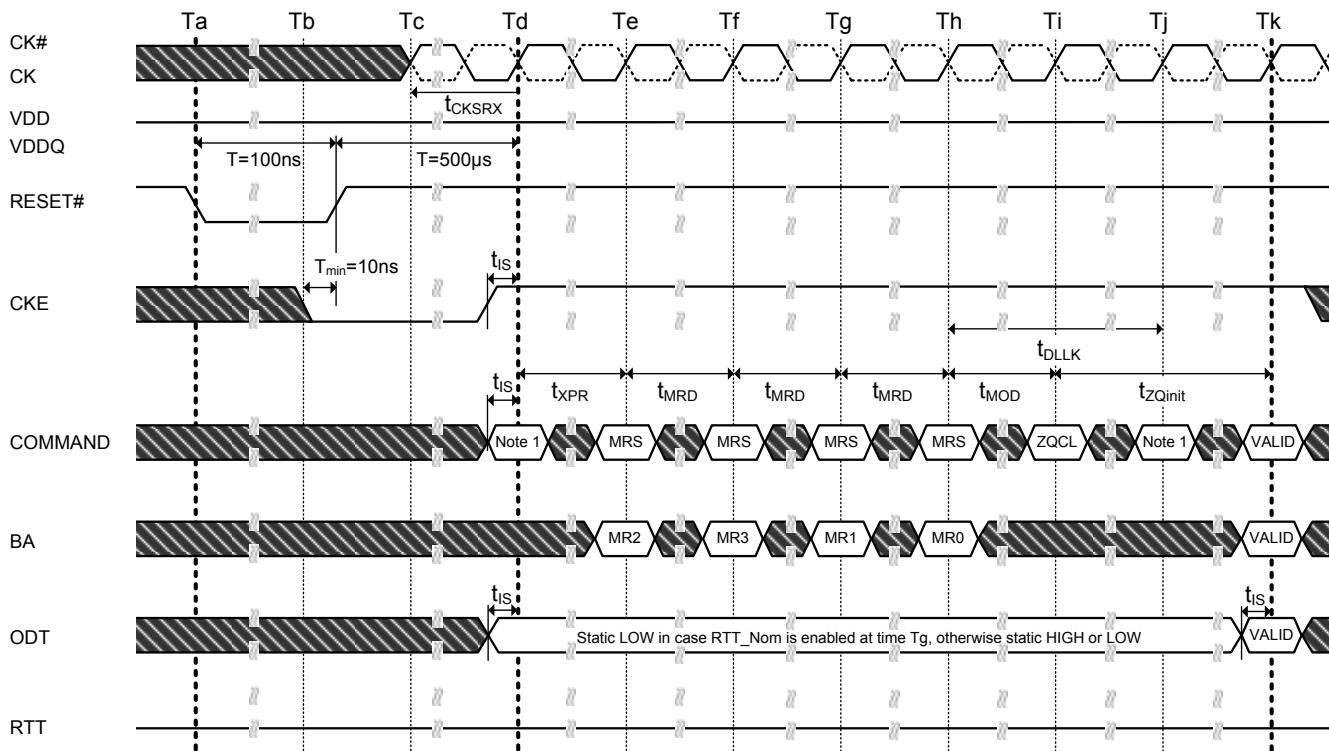 Ta Tb Tc Td Te Tf Tg Th Ti Tj Tk
CK#
CK
tCKSRX
VDD
VDDQ
T=100ns T=500µs
RESET#
Tmin=10ns
tIS
CKE
tDLLK
tIS
tXPR tMRD tMRD tMRD tMOD tZQinit
COMMAND Note 1 MRS MRS MRS MRS ZQCL Note 1 VALID
BA MR2 MR3 MR1 MR0 VALID
tIS tIS
ODT Static LOW in case RTT_Nom is enabled at time Tg, otherwise static HIGH or LOW VALID
RTT